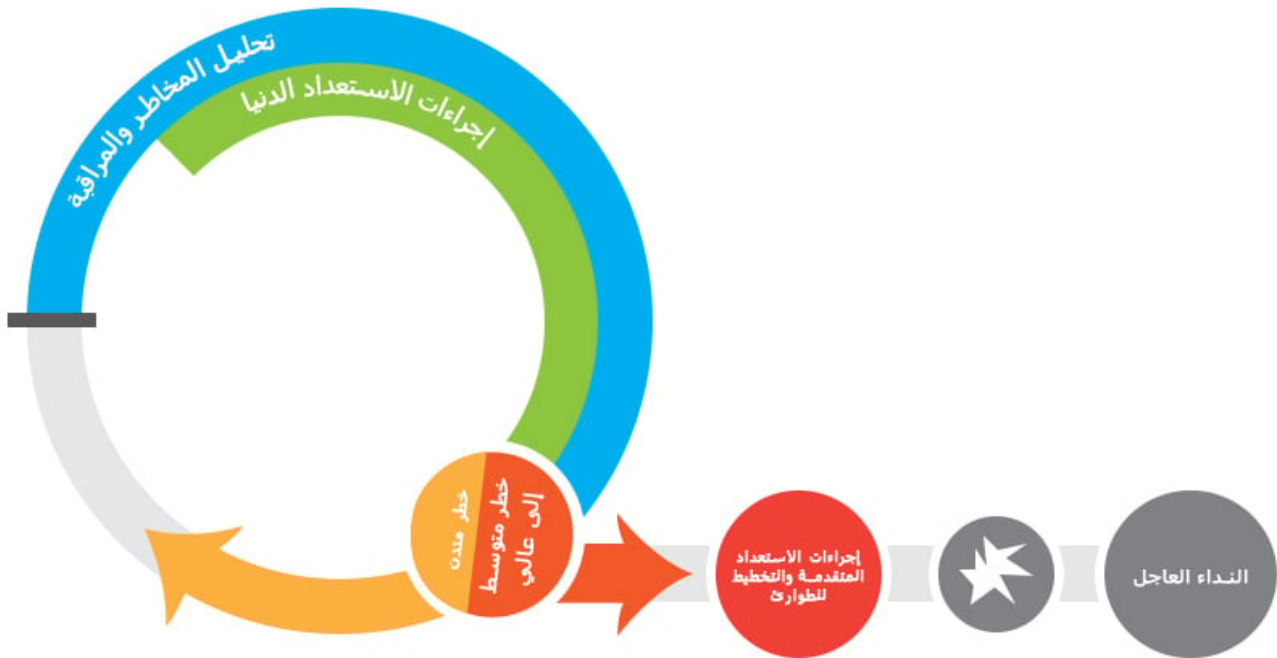 تحليل المخاطر والمراقبة
إجراءات الاستعداد الدنيا
خطر متدن
خطر متوسط
إلى عالي
إجراءات الاستعداد
المتقدمة والتخطيط
للطوارئ
النداء العاجل